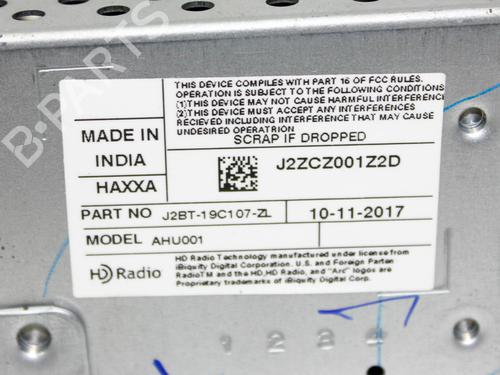 THIS DEVICE COMPLIES WITH PART 16 OF FCC RULES.
OPERATION IS SUBJECT TO THE FOLLOWING CONDITIONS
(1)THIS DEVICE MAY NOT CAUSE HARMFUL INTERFERENCE
(2)THIS DEVICE MUST ACCEPT ANY INTERFERENCES
RECIEVED INCLUDING INTERFERENCE WHICH MAY CAUSE
UNDESIRED OPERATRION
SCRAP IF DROPPED
MADE IN
INDIA
HAXXA
J2ZCZ001Z2D
PART NO J2BT-19C107-ZL 10-11-2017
MODEL AHU001
HD Radio
HD Radio Technology manufactured under license from
iBiquity Digital Corporation. U.S. and Foreign Parten
RadioTM and the HD,HD Radio, and "Arc" logos are
Proprietary trademarks of iBiquity Digital Corp.
1 2 3 4
B-PARTS